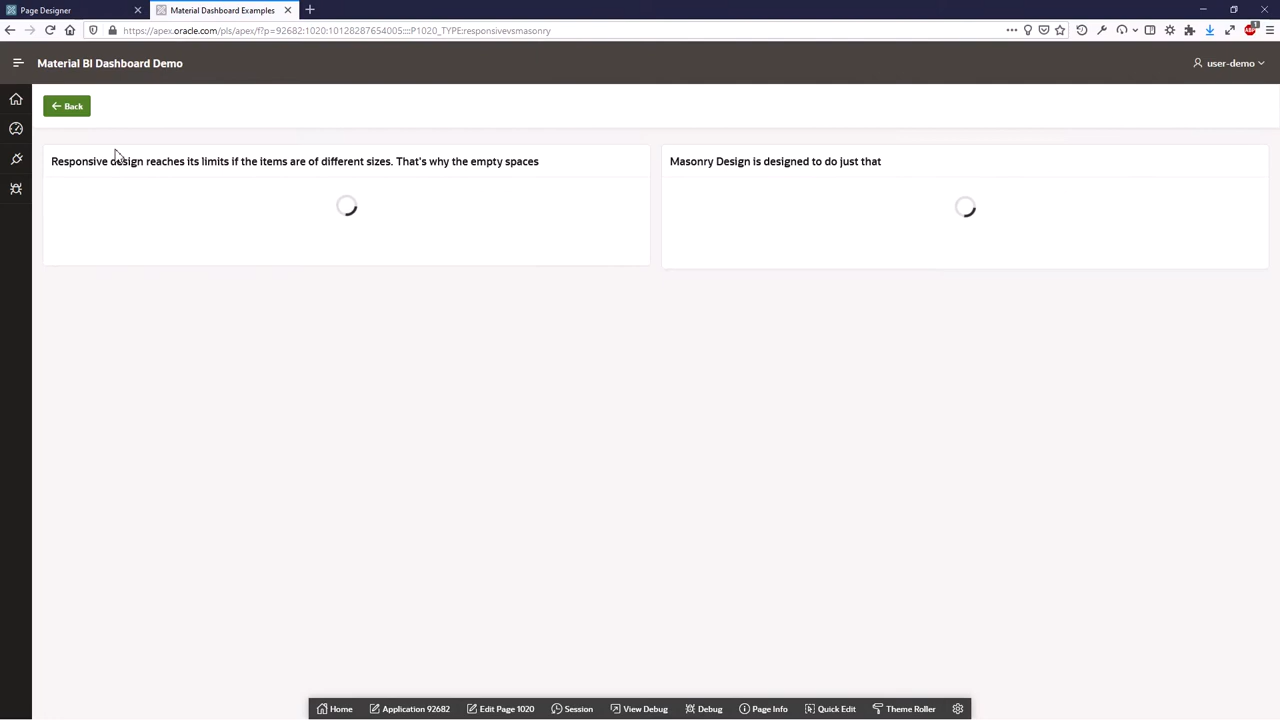 Page Designer
Material Dashboard Examples
https://apex.oracle.com/pls/apex/f?p=92682:1020:10128287654005::::P1020_TYPE:responsivevsmasonry
ABP
1
Material BI Dashboard Demo
user-demo
Back
Responsive design reaches its limits if the items are of different sizes. That's why the empty spaces
Masonry Design is designed to do just that
Home
Application 92682
Edit Page 1020
Session
View Debug
Debug
Page Info
Quick Edit
Theme Roller